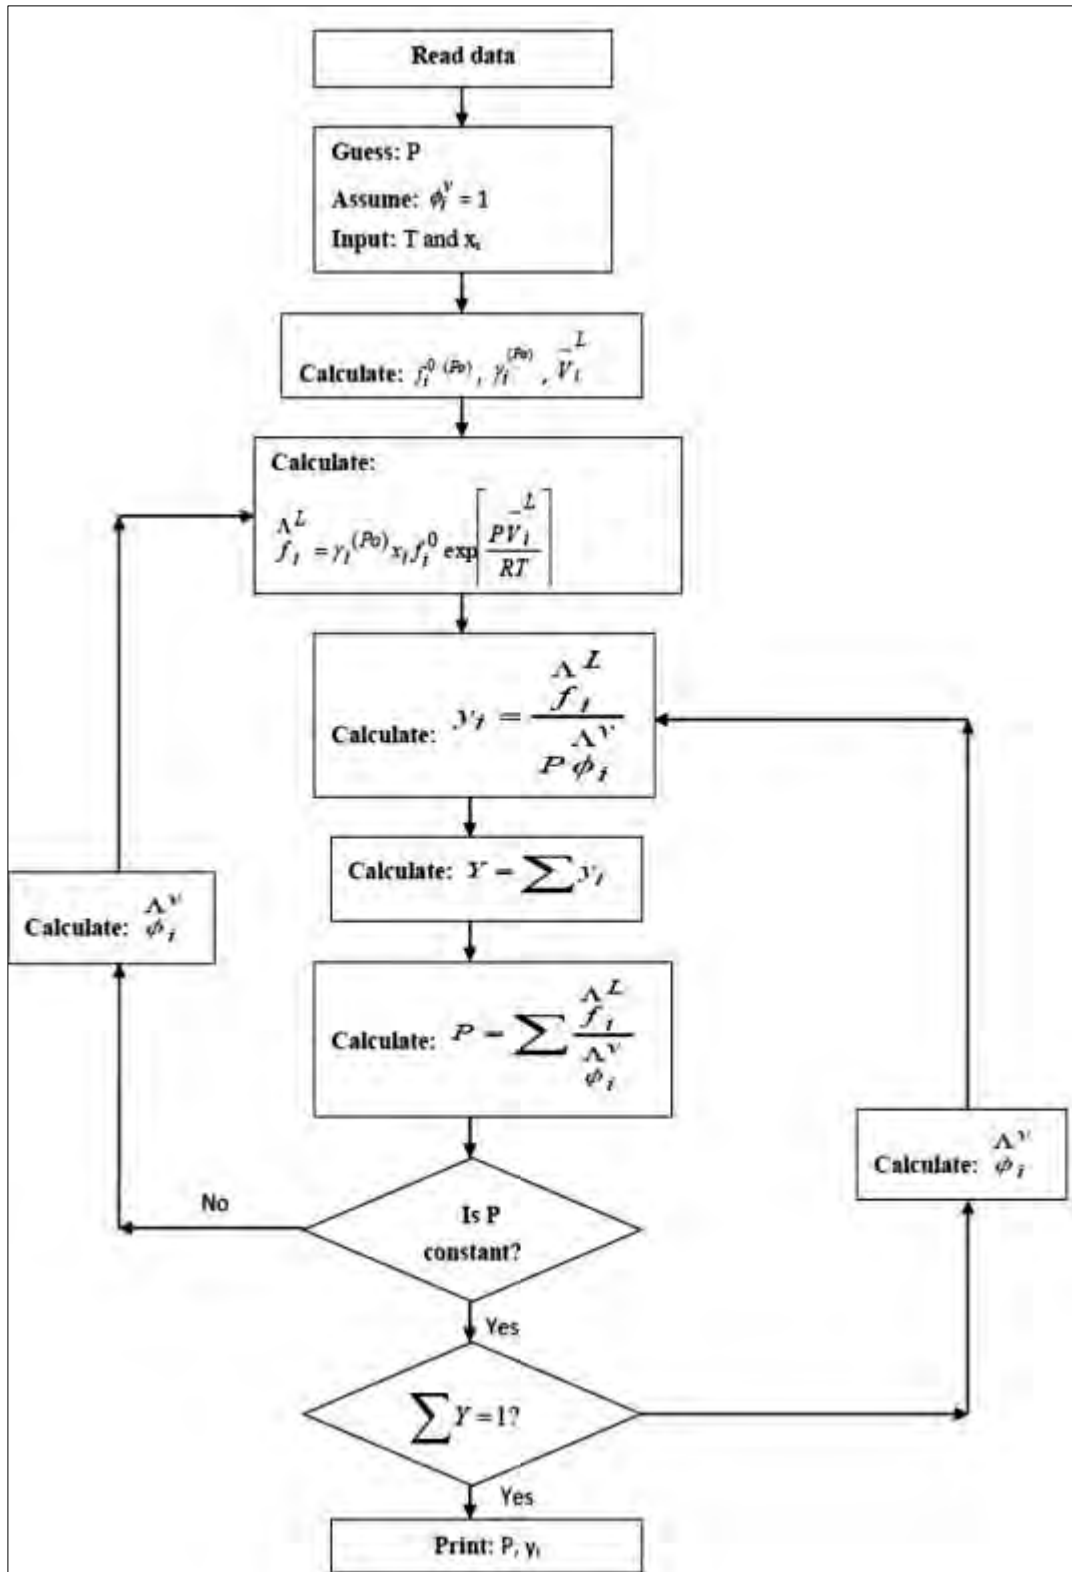 Read data
Guess: P
Assume: ϕᵢᵛ = 1
Input: T and xᵢ
Calculate: fᵢ⁰ ⁽ᴾᵒ⁾, γᵢ⁽ᴾᵒ⁾, V̄ᵢᴸ
Calculate:
f̂ᵢᴸ = γᵢ⁽ᴾᵒ⁾ xᵢ fᵢ⁰ exp[PV̄ᵢᴸ / RT]
Calculate: yᵢ = f̂ᵢᴸ / P ϕ̂ᵢᵛ
Calculate: Y = ∑ yᵢ
Calculate: ϕ̂ᵢᵛ
Calculate: P = ∑ f̂ᵢᴸ / ϕ̂ᵢᵛ
Calculate: ϕ̂ᵢᵛ
No
Is P
constant?
Yes
∑ Y = 1?
Yes
Print: P, yᵢ